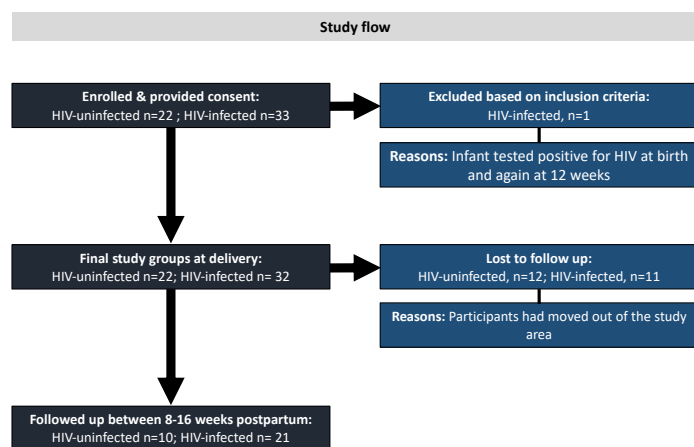 Study flow
Enrolled & provided consent:
HIV-uninfected n=22 ; HIV-infected n=33
Excluded based on inclusion criteria:
HIV-infected, n=1
Reasons: Infant tested positive for HIV at birth
and again at 12 weeks
Final study groups at delivery:
HIV-uninfected n=22; HIV-infected n= 32
Lost to follow up:
HIV-uninfected, n=12; HIV-infected, n=11
Reasons: Participants had moved out of the study
area
Followed up between 8-16 weeks postpartum:
HIV-uninfected n=10; HIV-infected n= 21